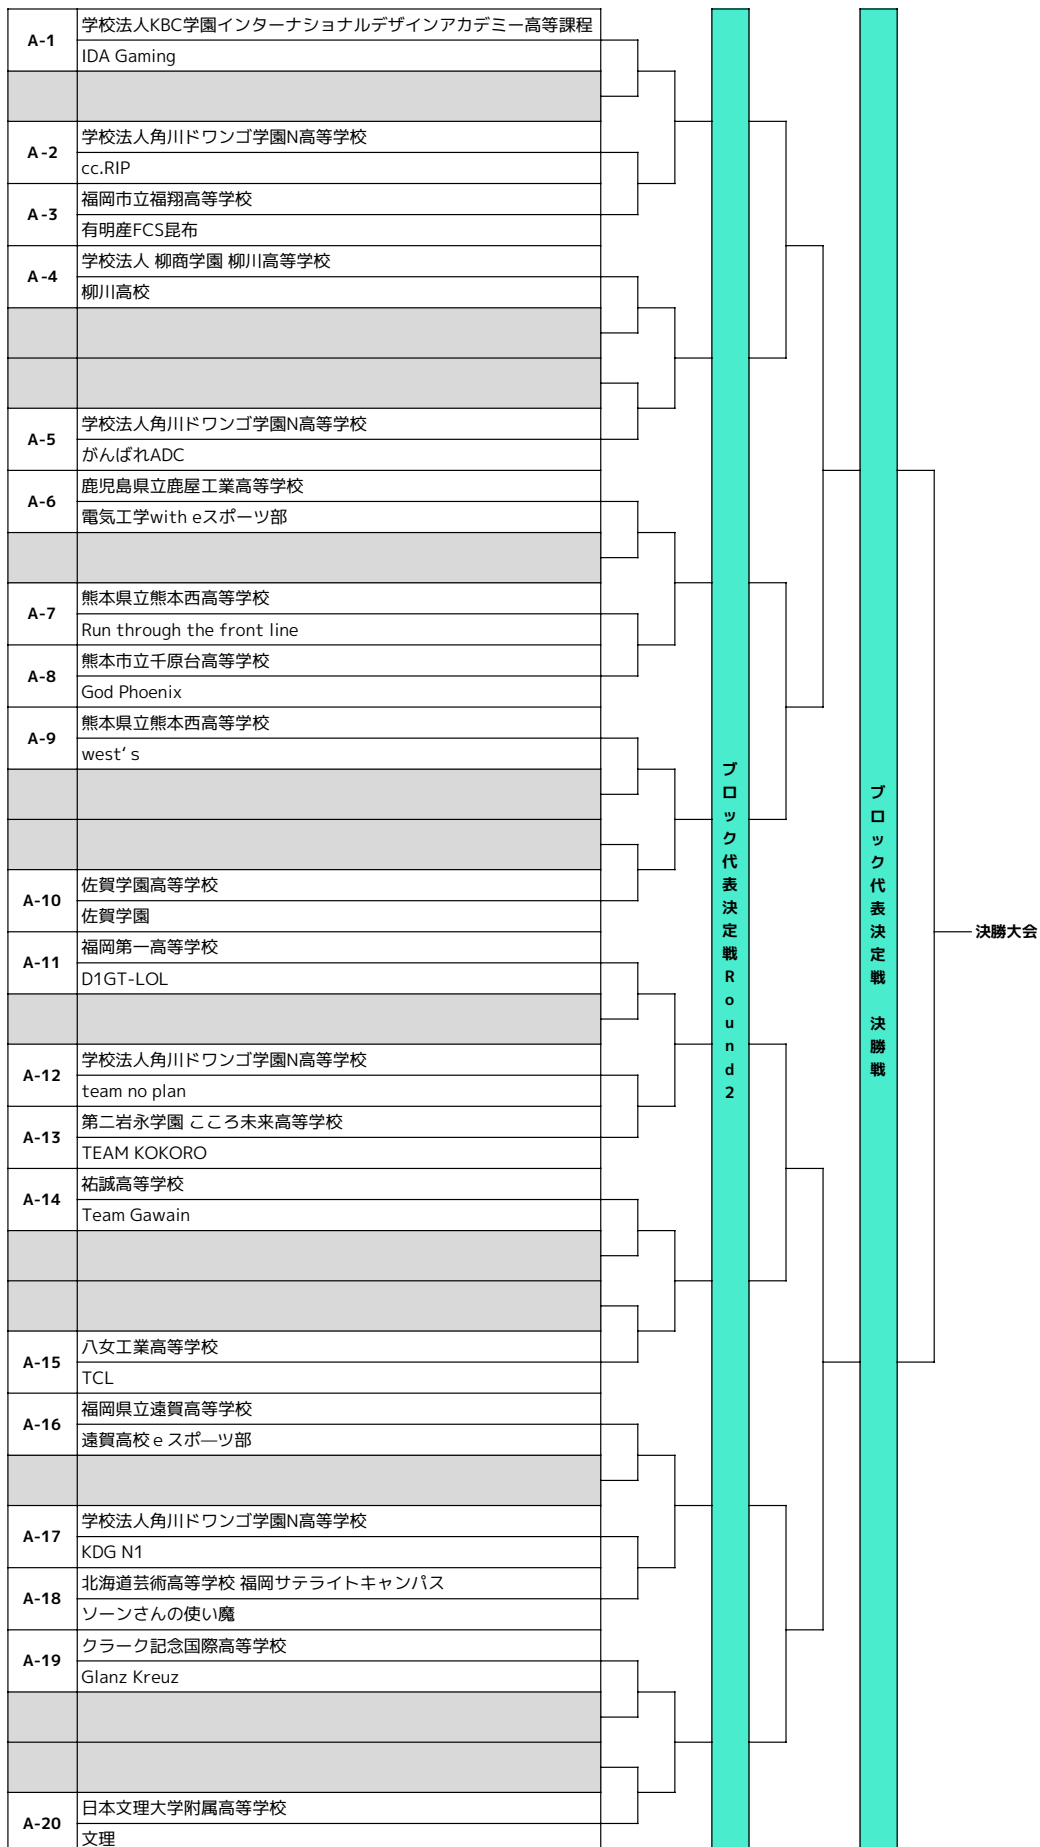 A-1
学校法人KBC学園インターナショナルデザインアカデミー高等課程
IDA Gaming
A-2
学校法人角川ドワンゴ学園N高等学校
cc.RIP
A-3
福岡市立福翔高等学校
有明産FCS昆布
A-4
学校法人 柳商学園 柳川高等学校
柳川高校
A-5
学校法人角川ドワンゴ学園N高等学校
がんばれADC
A-6
鹿児島県立鹿屋工業高等学校
電気工学with eスポーツ部
A-7
熊本県立熊本西高等学校
Run through the front line
A-8
熊本市立千原台高等学校
God Phoenix
A-9
熊本県立熊本西高等学校
west‘ s
A-10
佐賀学園高等学校
佐賀学園
A-11
福岡第一高等学校
D1GT-LOL
A-12
学校法人角川ドワンゴ学園N高等学校
team no plan
A-13
第二岩永学園 こころ未来高等学校
TEAM KOKORO
A-14
祐誠高等学校
Team Gawain
A-15
八女工業高等学校
TCL
A-16
福岡県立遠賀高等学校
遠賀高校 e スポ―ツ部
A-17
学校法人角川ドワンゴ学園N高等学校
KDG N1
A-18
北海道芸術高等学校 福岡サテライトキャンパス
ソーンさんの使い魔
A-19
クラーク記念国際高等学校
Glanz Kreuz
A-20
日本文理大学附属高等学校
文理
ブロック代表決定戦Round2
ブロック代表決定戦 決勝戦
決勝大会